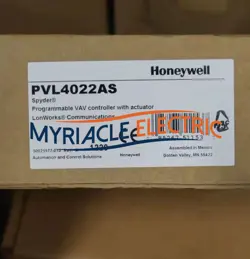 Honeywell
PVL4022AS
Spyder®
Programmable VAV controller with actuator
LonWorks® Communications
MYRIACLE ELECTRIC
1220
Automation and Control Solutions
Honeywell
Assembled in Mexico
Golden Valley, MN 55422